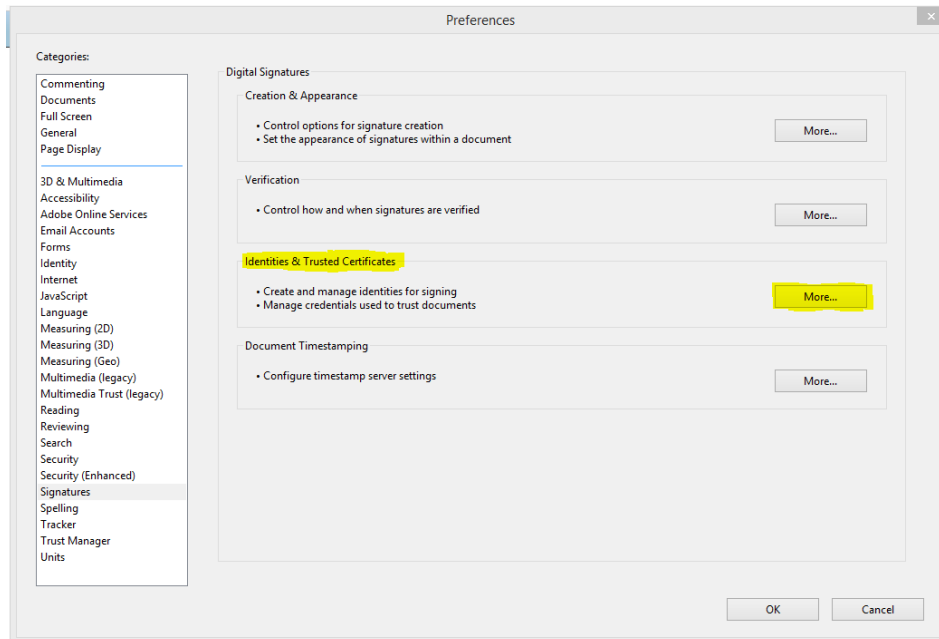 Preferences
Categories:
Commenting
Documents
Full Screen
General
Page Display
3D & Multimedia
Accessibility
Adobe Online Services
Email Accounts
Forms
Identity
Internet
JavaScript
Language
Measuring (2D)
Measuring (3D)
Measuring (Geo)
Multimedia (legacy)
Multimedia Trust (legacy)
Reading
Reviewing
Search
Security
Security (Enhanced)
Signatures
Spelling
Tracker
Trust Manager
Units
Digital Signatures
Creation & Appearance
• Control options for signature creation
• Set the appearance of signatures within a document
More...
Verification
• Control how and when signatures are verified
More...
Identities & Trusted Certificates
• Create and manage identities for signing
• Manage credentials used to trust documents
More...
Document Timestamping
• Configure timestamp server settings
More...
OK
Cancel